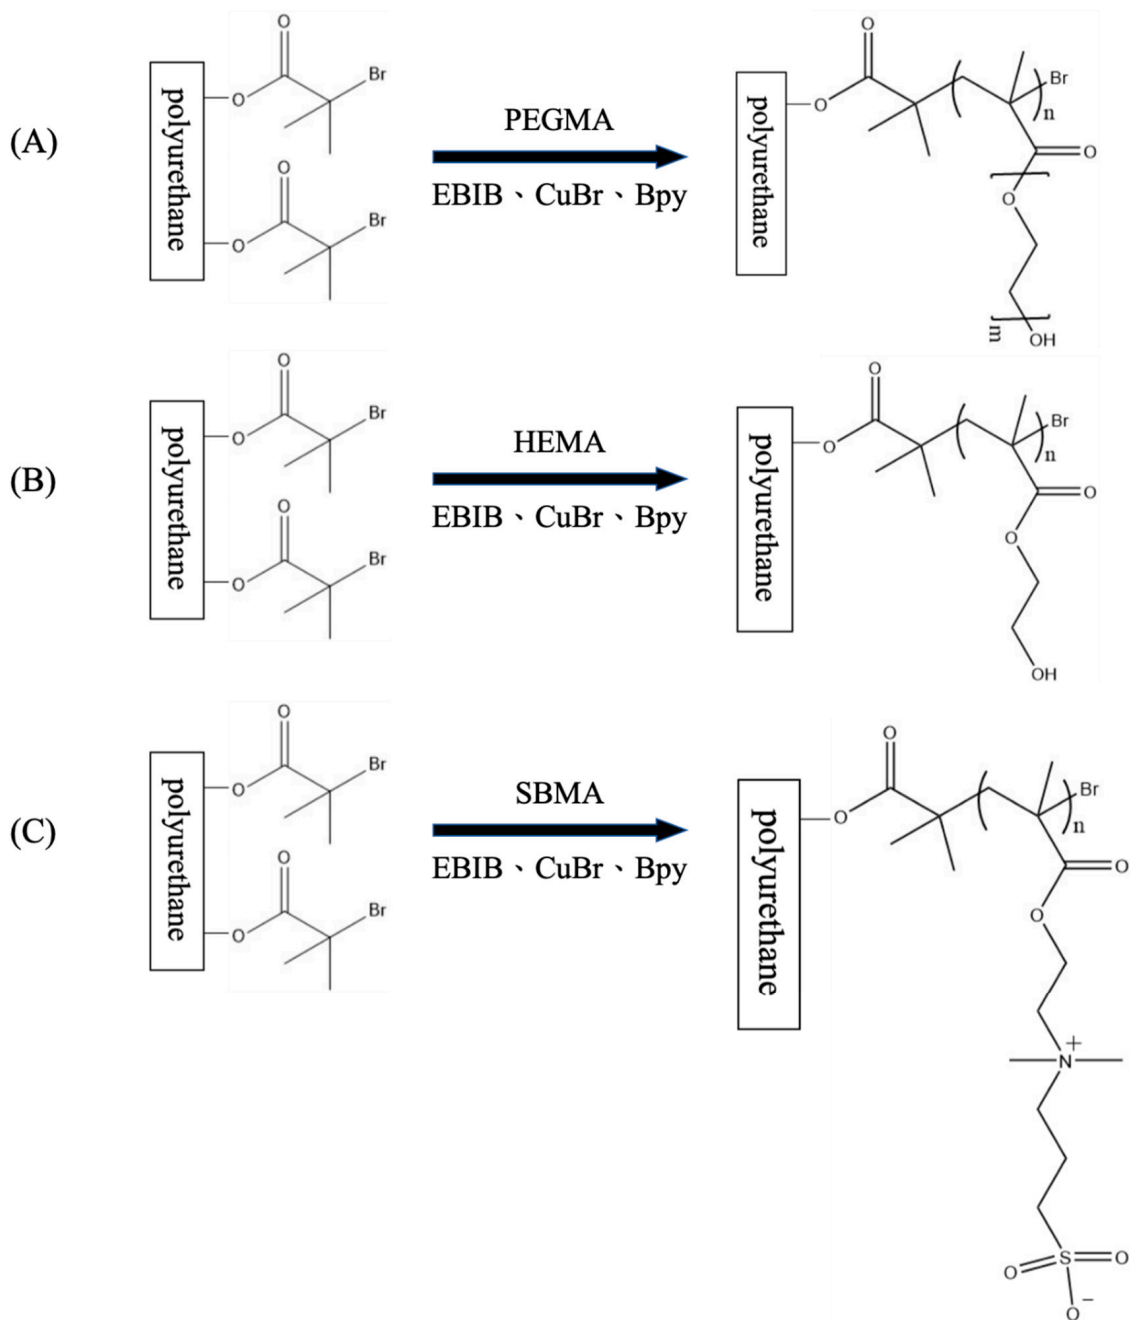 (A)
polyurethane
O
O
Br
O
O
Br
PEGMA
EBIB、CuBr、Bpy
polyurethane
O
O
Br
n
O
O
m
OH
(B)
polyurethane
O
O
Br
O
O
Br
HEMA
EBIB、CuBr、Bpy
polyurethane
O
O
Br
n
O
O
OH
(C)
polyurethane
O
O
Br
O
O
Br
SBMA
EBIB、CuBr、Bpy
polyurethane
O
O
Br
n
O
O
N
+
O
S
O
O
−